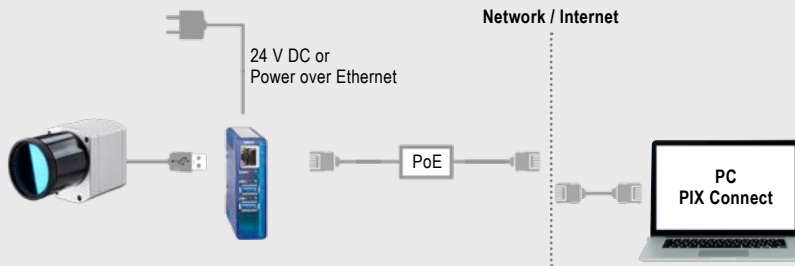 Network / Internet
24 V DC or
Power over Ethernet
PoE
PC
PIX Connect